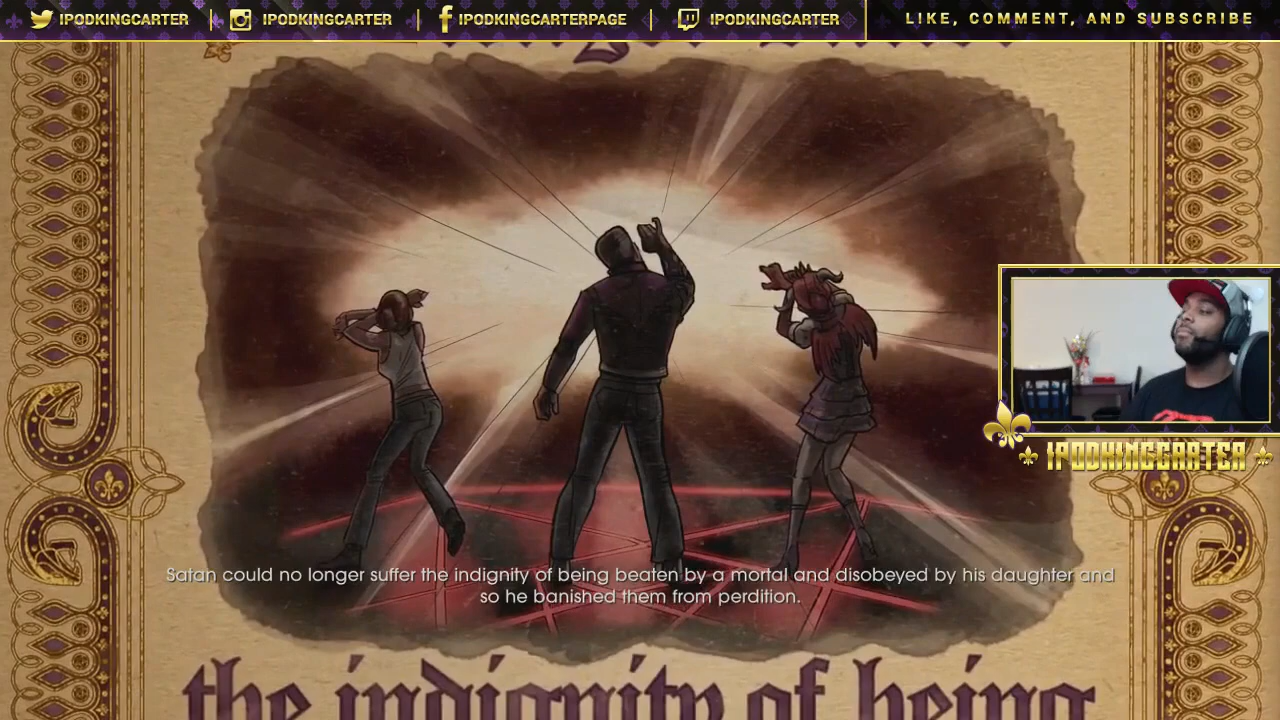 IPODKINGCARTER
IPODKINGCARTER
IPODKINGCARTERPAGE
IPODKINGCARTER
LIKE, COMMENT, AND SUBSCRIBE
IPODKINGCARTER
Satan could no longer suffer the indignity of being beaten by a mortal and disobeyed by his daughter and
so he banished them from perdition.
the indignity of being